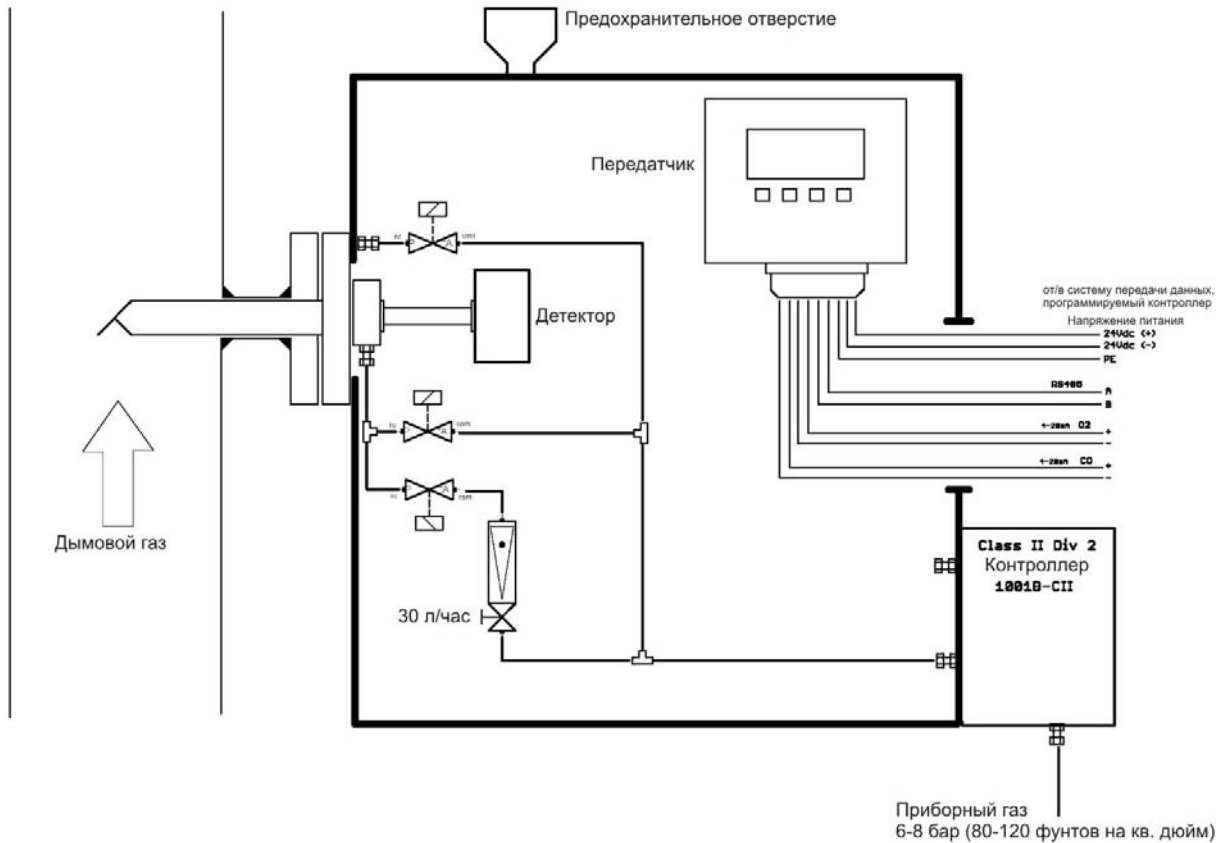 Предохранительное отверстие
Передатчик
Детектор
от/в систему передачи данных,
программируемый контроллер
Напряжение питания
24Vdc (+)
24Vdc (-)
PE
RS485
A
B
4-20mA O2 +
-
4-20mA CO +
-
Дымовой газ
30 л/час
Class II Div 2
Контроллер
1001B-CII
Приборный газ
6-8 бар (80-120 фунтов на кв. дюйм)